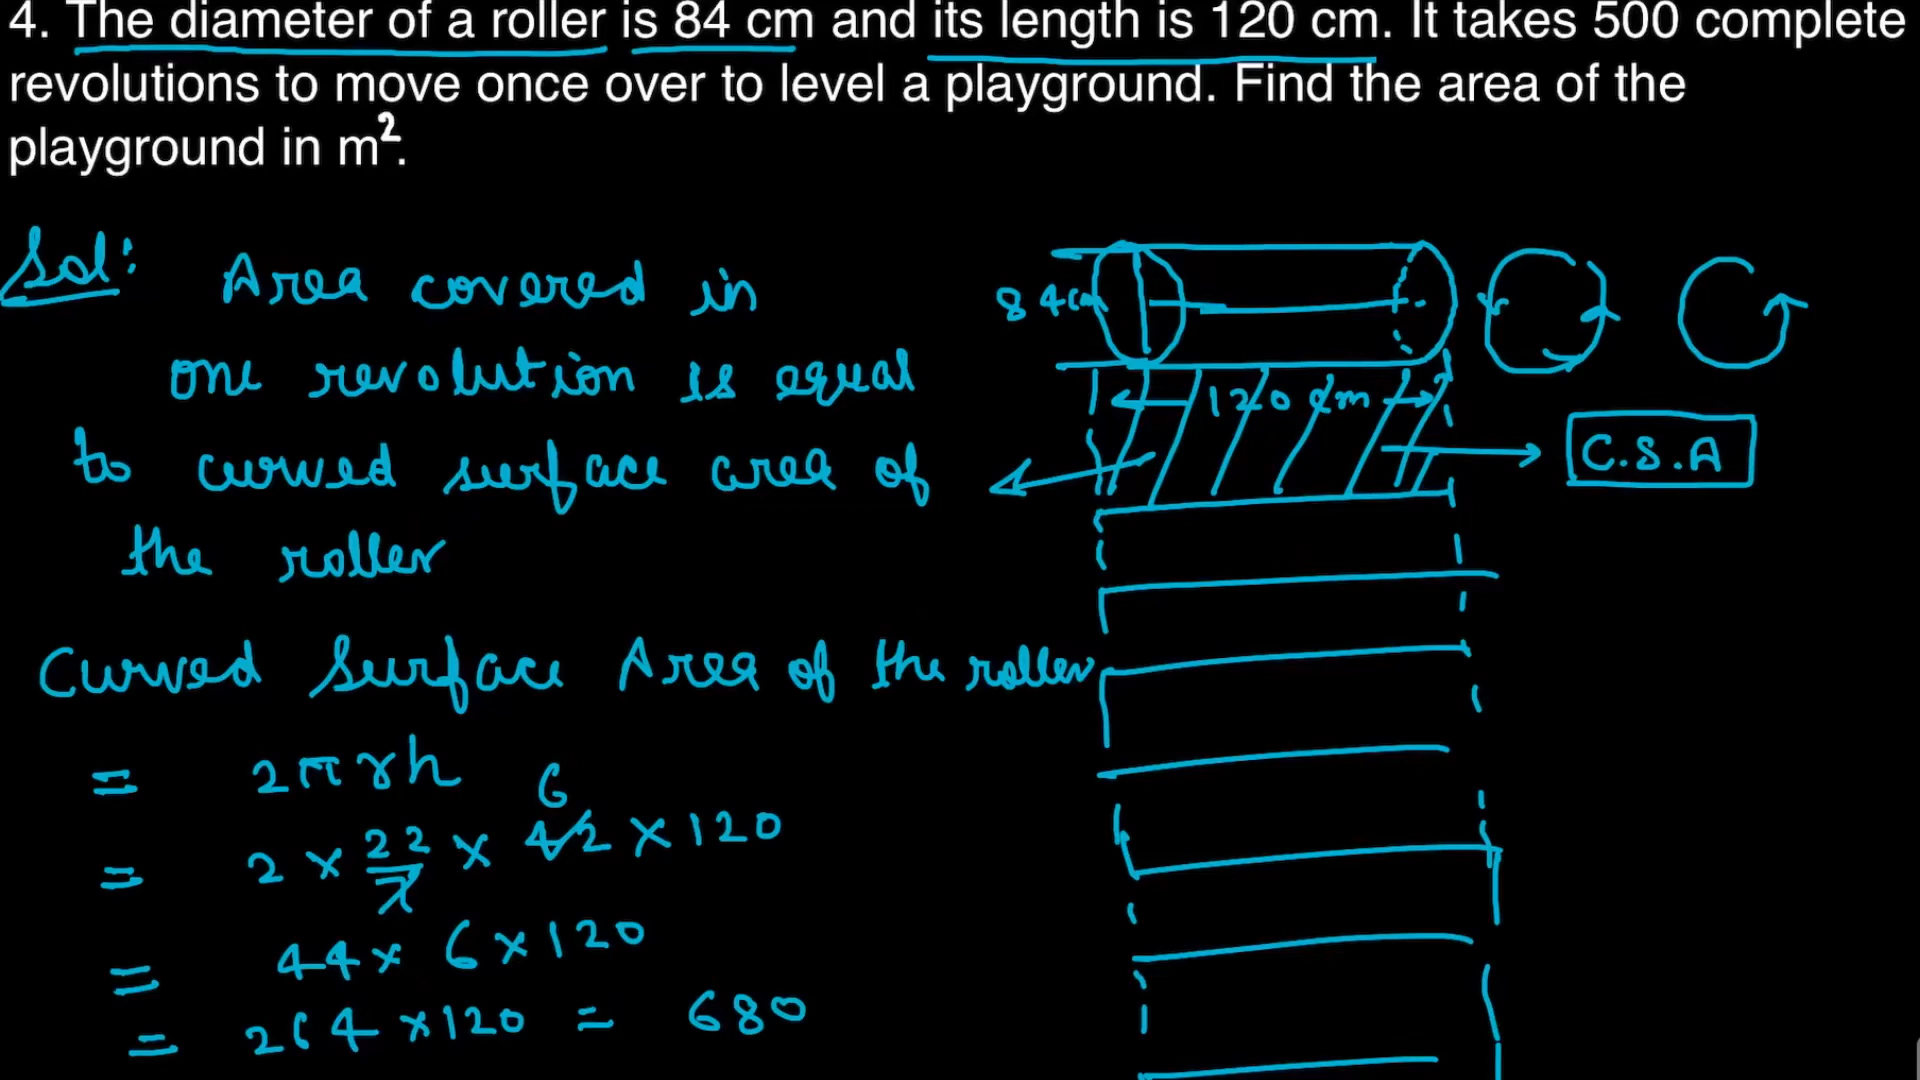 4. The diameter of a roller is 84 cm and its length is 120 cm. It takes 500 complete
revolutions to move once over to level a playground. Find the area of the
playground in m².
Sol:
Area covered in
one revolution is equal
to curved surface area of
the roller
84cm
120 cm
C.S.A
Curved Surface Area of the roller
= 2πrh
= 2 × 22/7 × 42 × 120
6
= 44 × 6 × 120
= 264 × 120 = 680